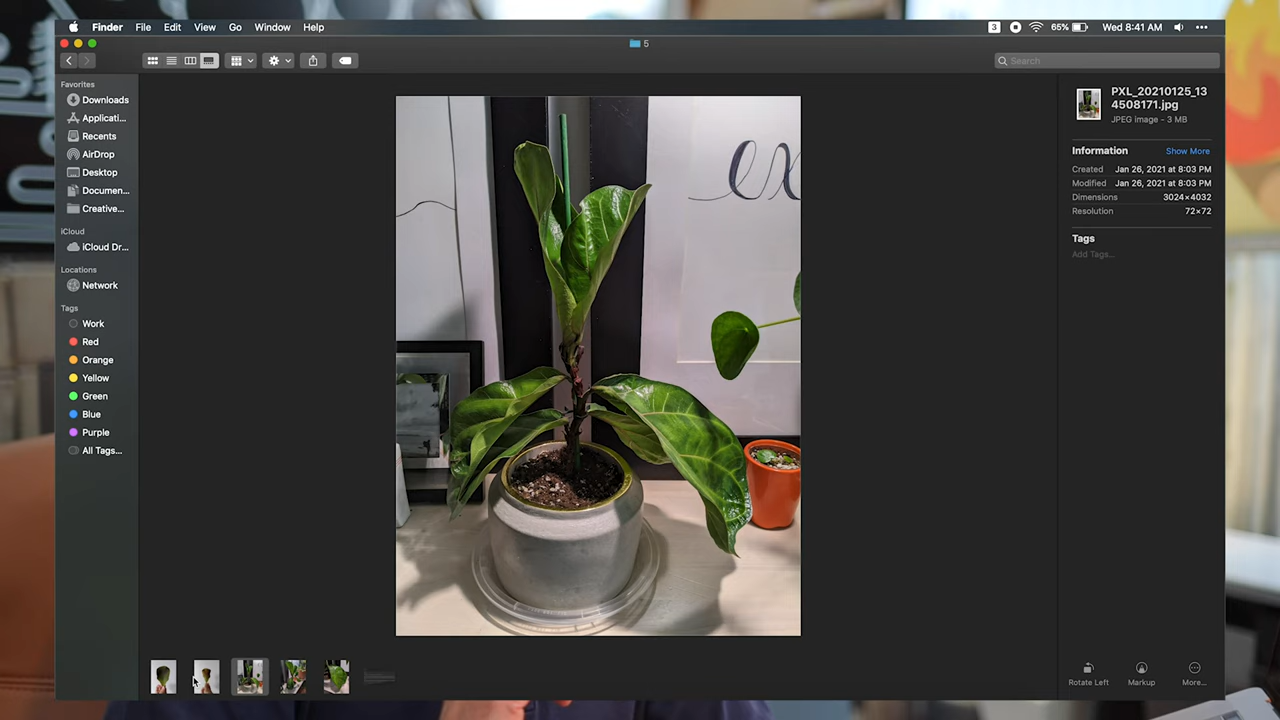 Finder File Edit View Go Window Help 3 65% Wed 8:41 AM
5
Search
Favorites
Downloads
Applicati...
Recents
AirDrop
Desktop
Documen...
Creative...
iCloud
iCloud Dr...
Locations
Network
Tags
Work
Red
Orange
Yellow
Green
Blue
Purple
All Tags...
ex
PXL_20210125_13
4508171.jpg
JPEG image - 3 MB
Information Show More
Created Jan 26, 2021 at 8:03 PM
Modified Jan 26, 2021 at 8:03 PM
Dimensions 3024×4032
Resolution 72×72
Tags
Add Tags...
Rotate Left Markup More...